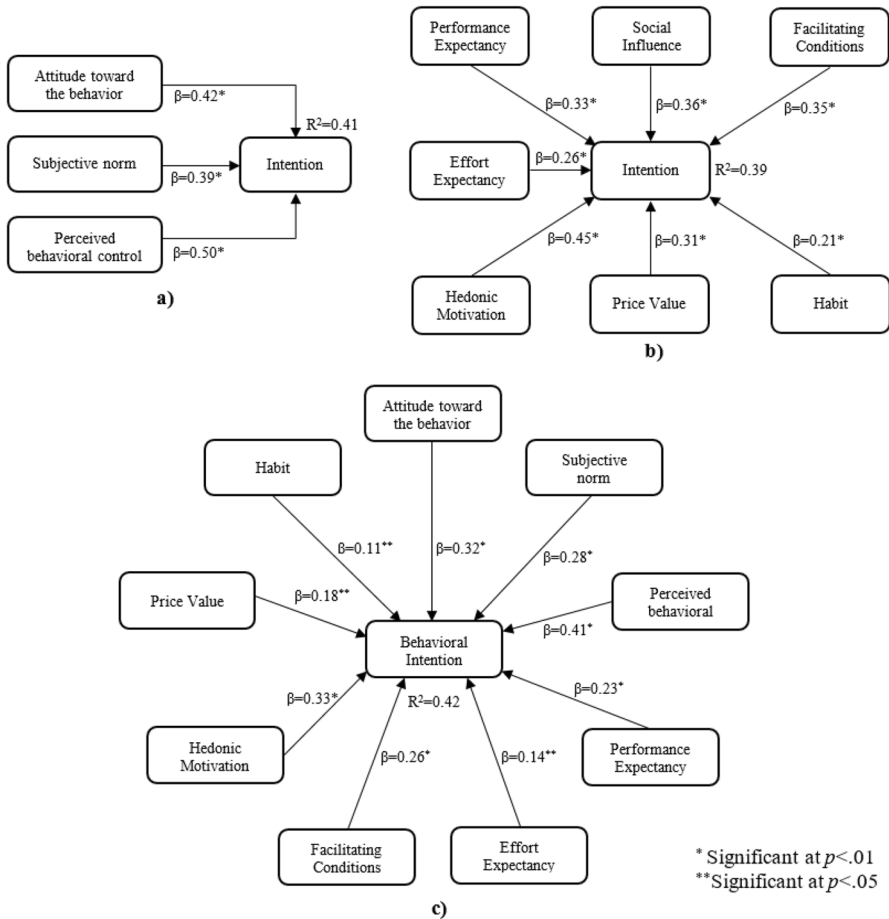 Attitude toward
the behavior
β=0.42*
R²=0.41
Subjective norm
β=0.39*
Intention
Perceived
behavioral control
β=0.50*
a)
Performance
Expectancy
Social
Influence
Facilitating
Conditions
β=0.33*
β=0.36*
β=0.35*
Effort
Expectancy
β=0.26*
Intention
R²=0.39
β=0.45*
β=0.31*
β=0.21*
Hedonic
Motivation
Price Value
Habit
b)
Attitude toward
the behavior
Habit
Subjective
norm
β=0.11**
β=0.32*
β=0.28*
Price Value
β=0.18**
Perceived
behavioral
β=0.41*
Behavioral
Intention
R²=0.42
β=0.33*
β=0.23*
Hedonic
Motivation
Performance
Expectancy
β=0.26*
β=0.14**
Facilitating
Conditions
Effort
Expectancy
* Significant at p<.01
**Significant at p<.05
c)